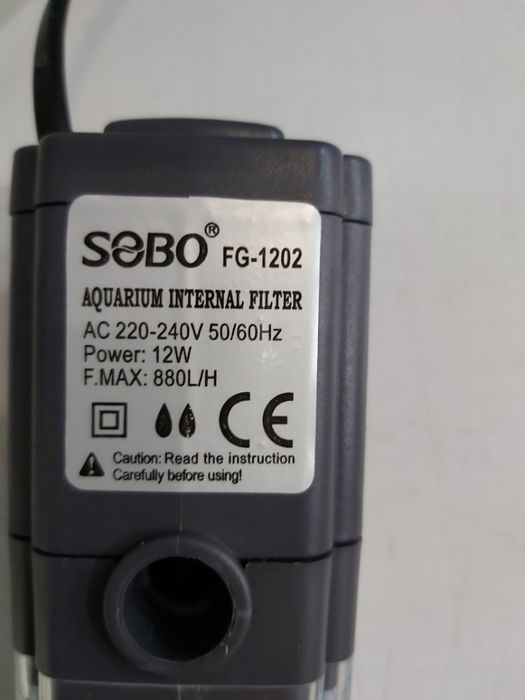 SOBO® FG-1202
AQUARIUM INTERNAL FILTER
AC 220-240V 50/60Hz
Power: 12W
F.MAX: 880L/H
CE
Caution: Read the instruction
Carefully before using!